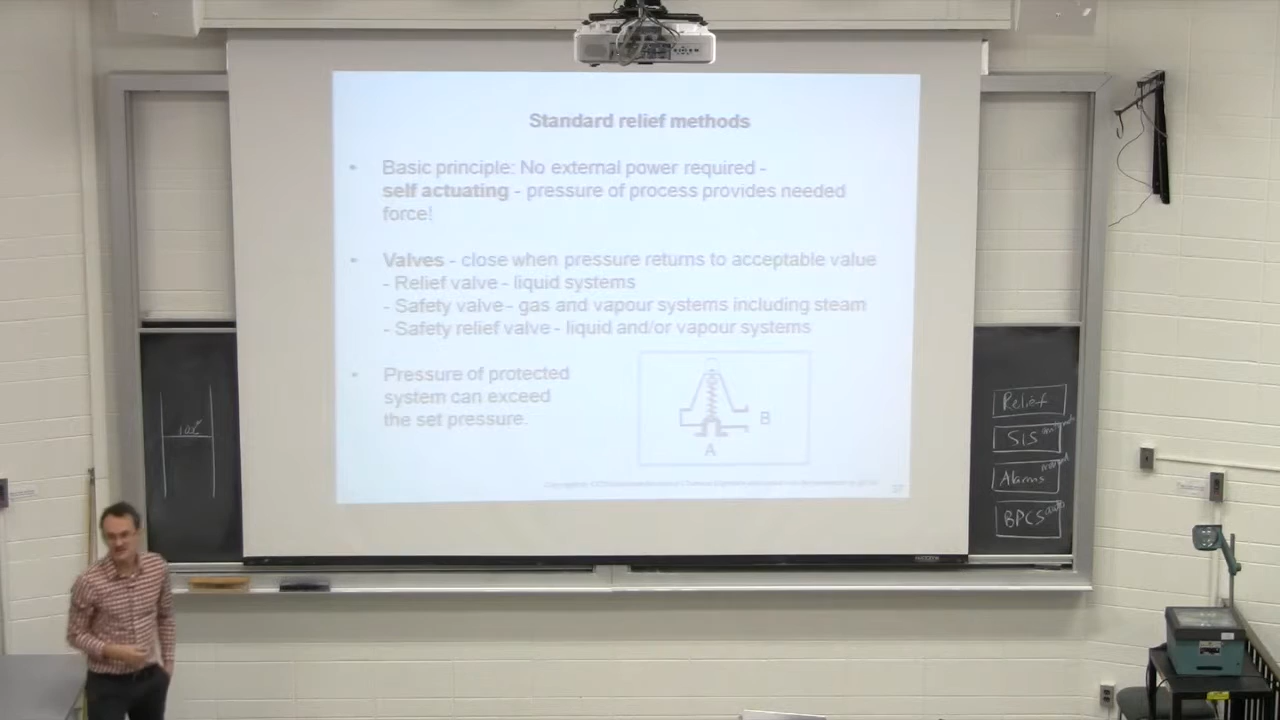 Standard relief methods
• Basic principle: No external power required -
self actuating - pressure of process provides needed
force!
• Valves - close when pressure returns to acceptable value
- Relief valve - liquid systems
- Safety valve - gas and vapour systems including steam
- Safety relief valve - liquid and/or vapour systems
• Pressure of protected
system can exceed
the set pressure.
B
A
Relief
SIS
Alarms
BPCS auto